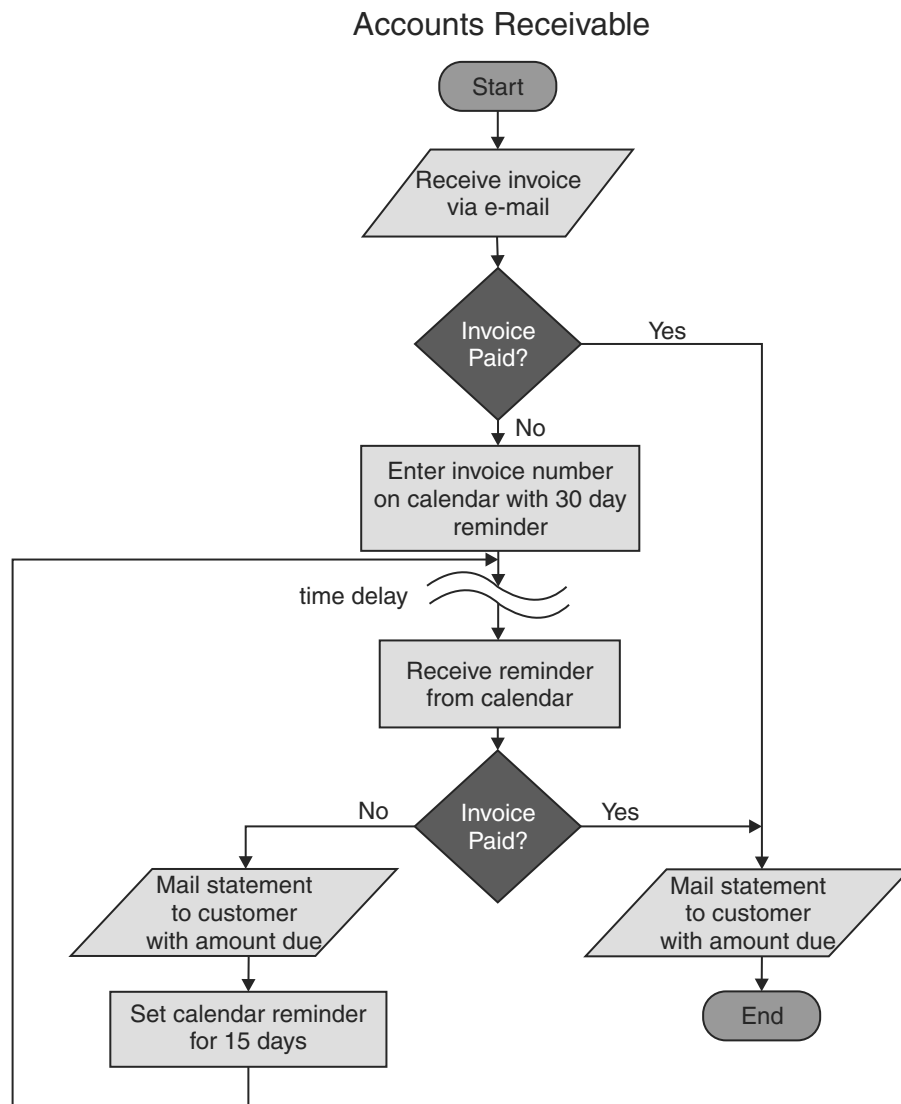 Accounts Receivable
Start
Receive invoice
via e-mail
Invoice
Paid?
Yes
No
Enter invoice number
on calendar with 30 day
reminder
time delay
Receive reminder
from calendar
Invoice
Paid?
No
Yes
Mail statement
to customer
with amount due
Set calendar reminder
for 15 days
Mail statement
to customer
with amount due
End